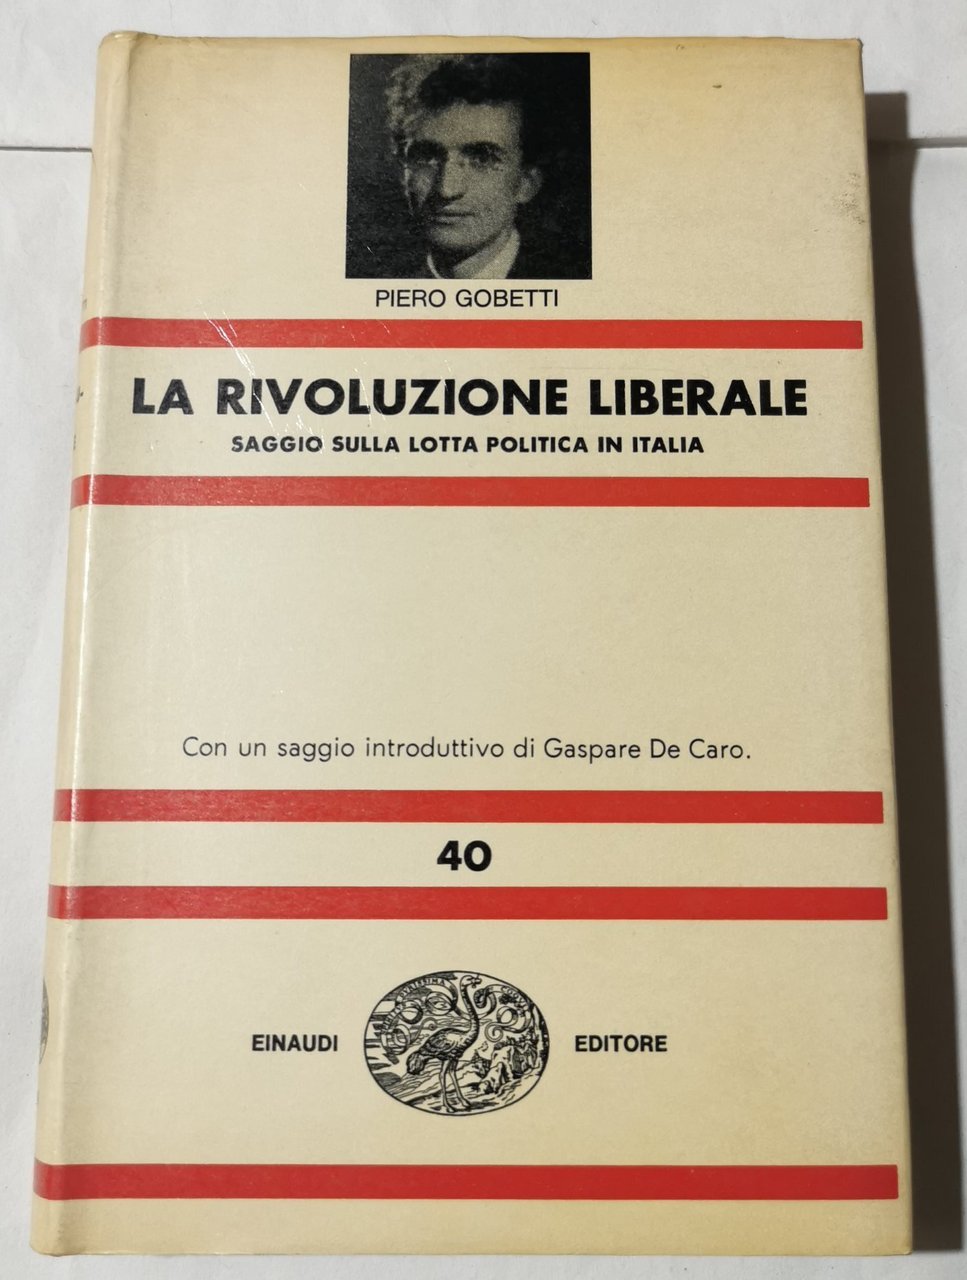 PIERO GOBETTI
LA RIVOLUZIONE LIBERALE
SAGGIO SULLA LOTTA POLITICA IN ITALIA
Con un saggio introduttivo di Gaspare De Caro.
40
EINAUDI EDITORE